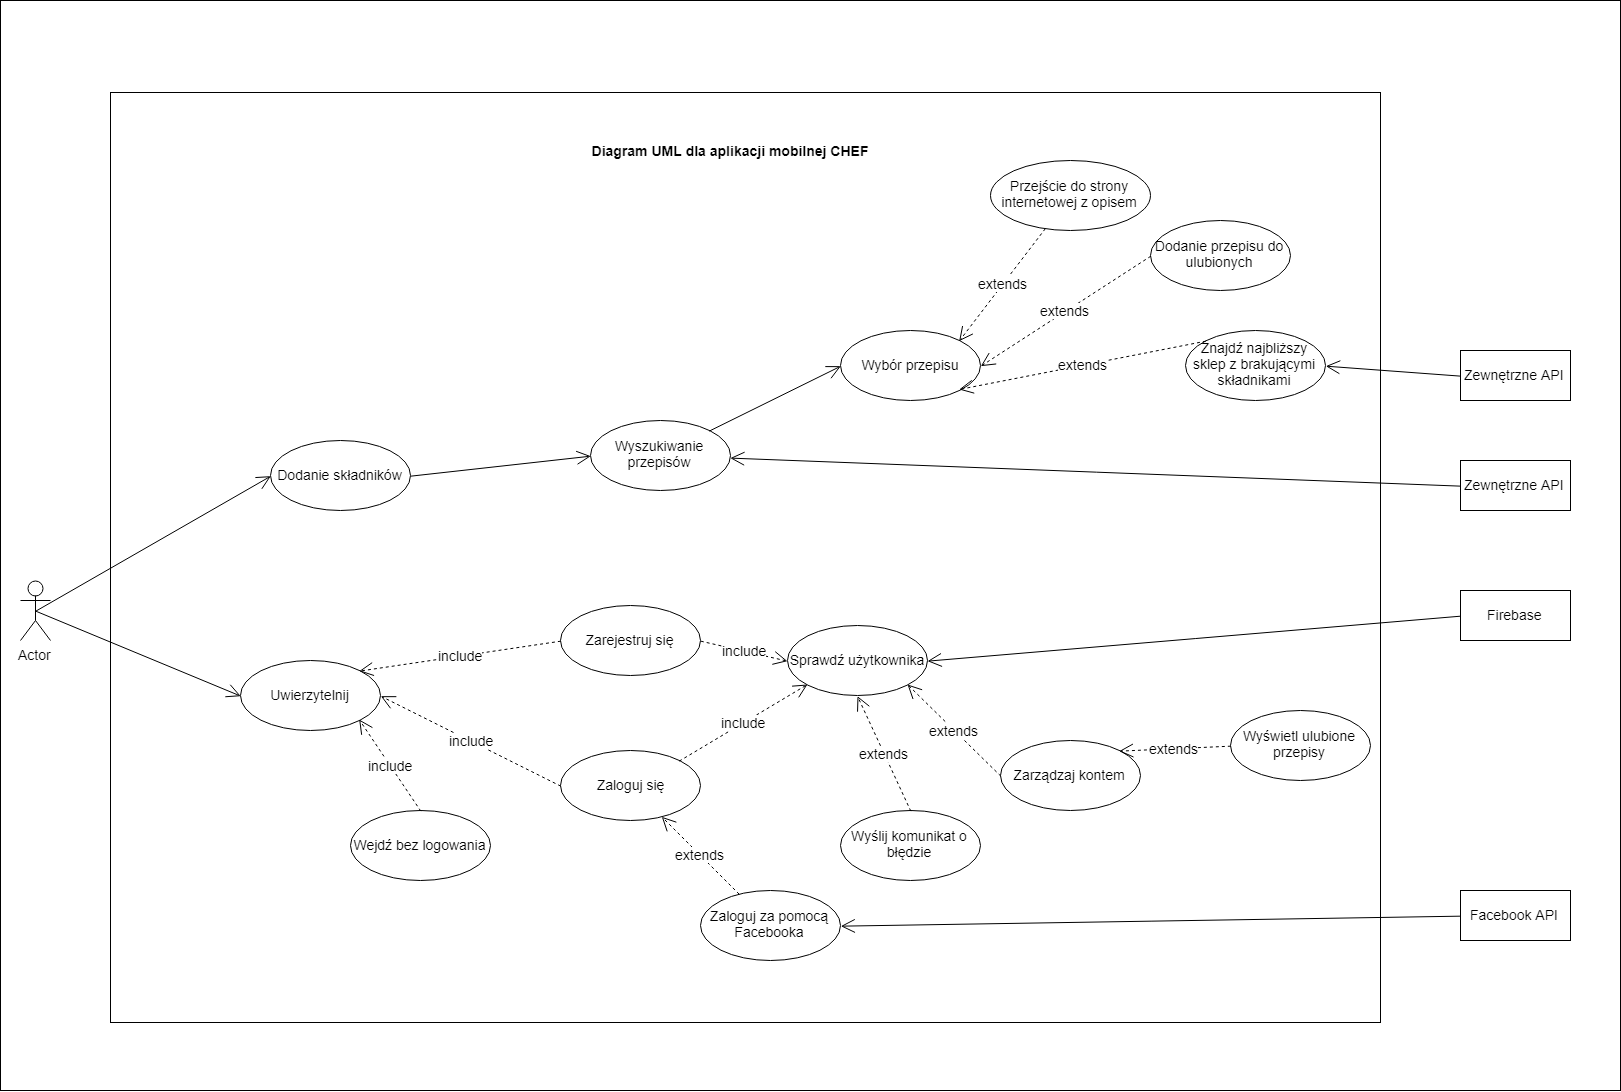 Diagram UML dla aplikacji mobilnej CHEF
Przejście do strony
internetowej z opisem
Dodanie przepisu do
ulubionych
extends
extends
Wybór przepisu
extends
Znajdź najbliższy
sklep z brakującymi
składnikami
Zewnętrzne API
Wyszukiwanie
przepisów
Dodanie składników
Zewnętrzne API
Actor
Zarejestruj się
Firebase
include
include
Sprawdź użytkownika
Uwierzytelnij
include
include
include
extends
extends
extends
Wyświetl ulubione
przepisy
Zarządzaj kontem
Zaloguj się
Wejdź bez logowania
Wyślij komunikat o
błędzie
extends
Zaloguj za pomocą
Facebooka
Facebook API